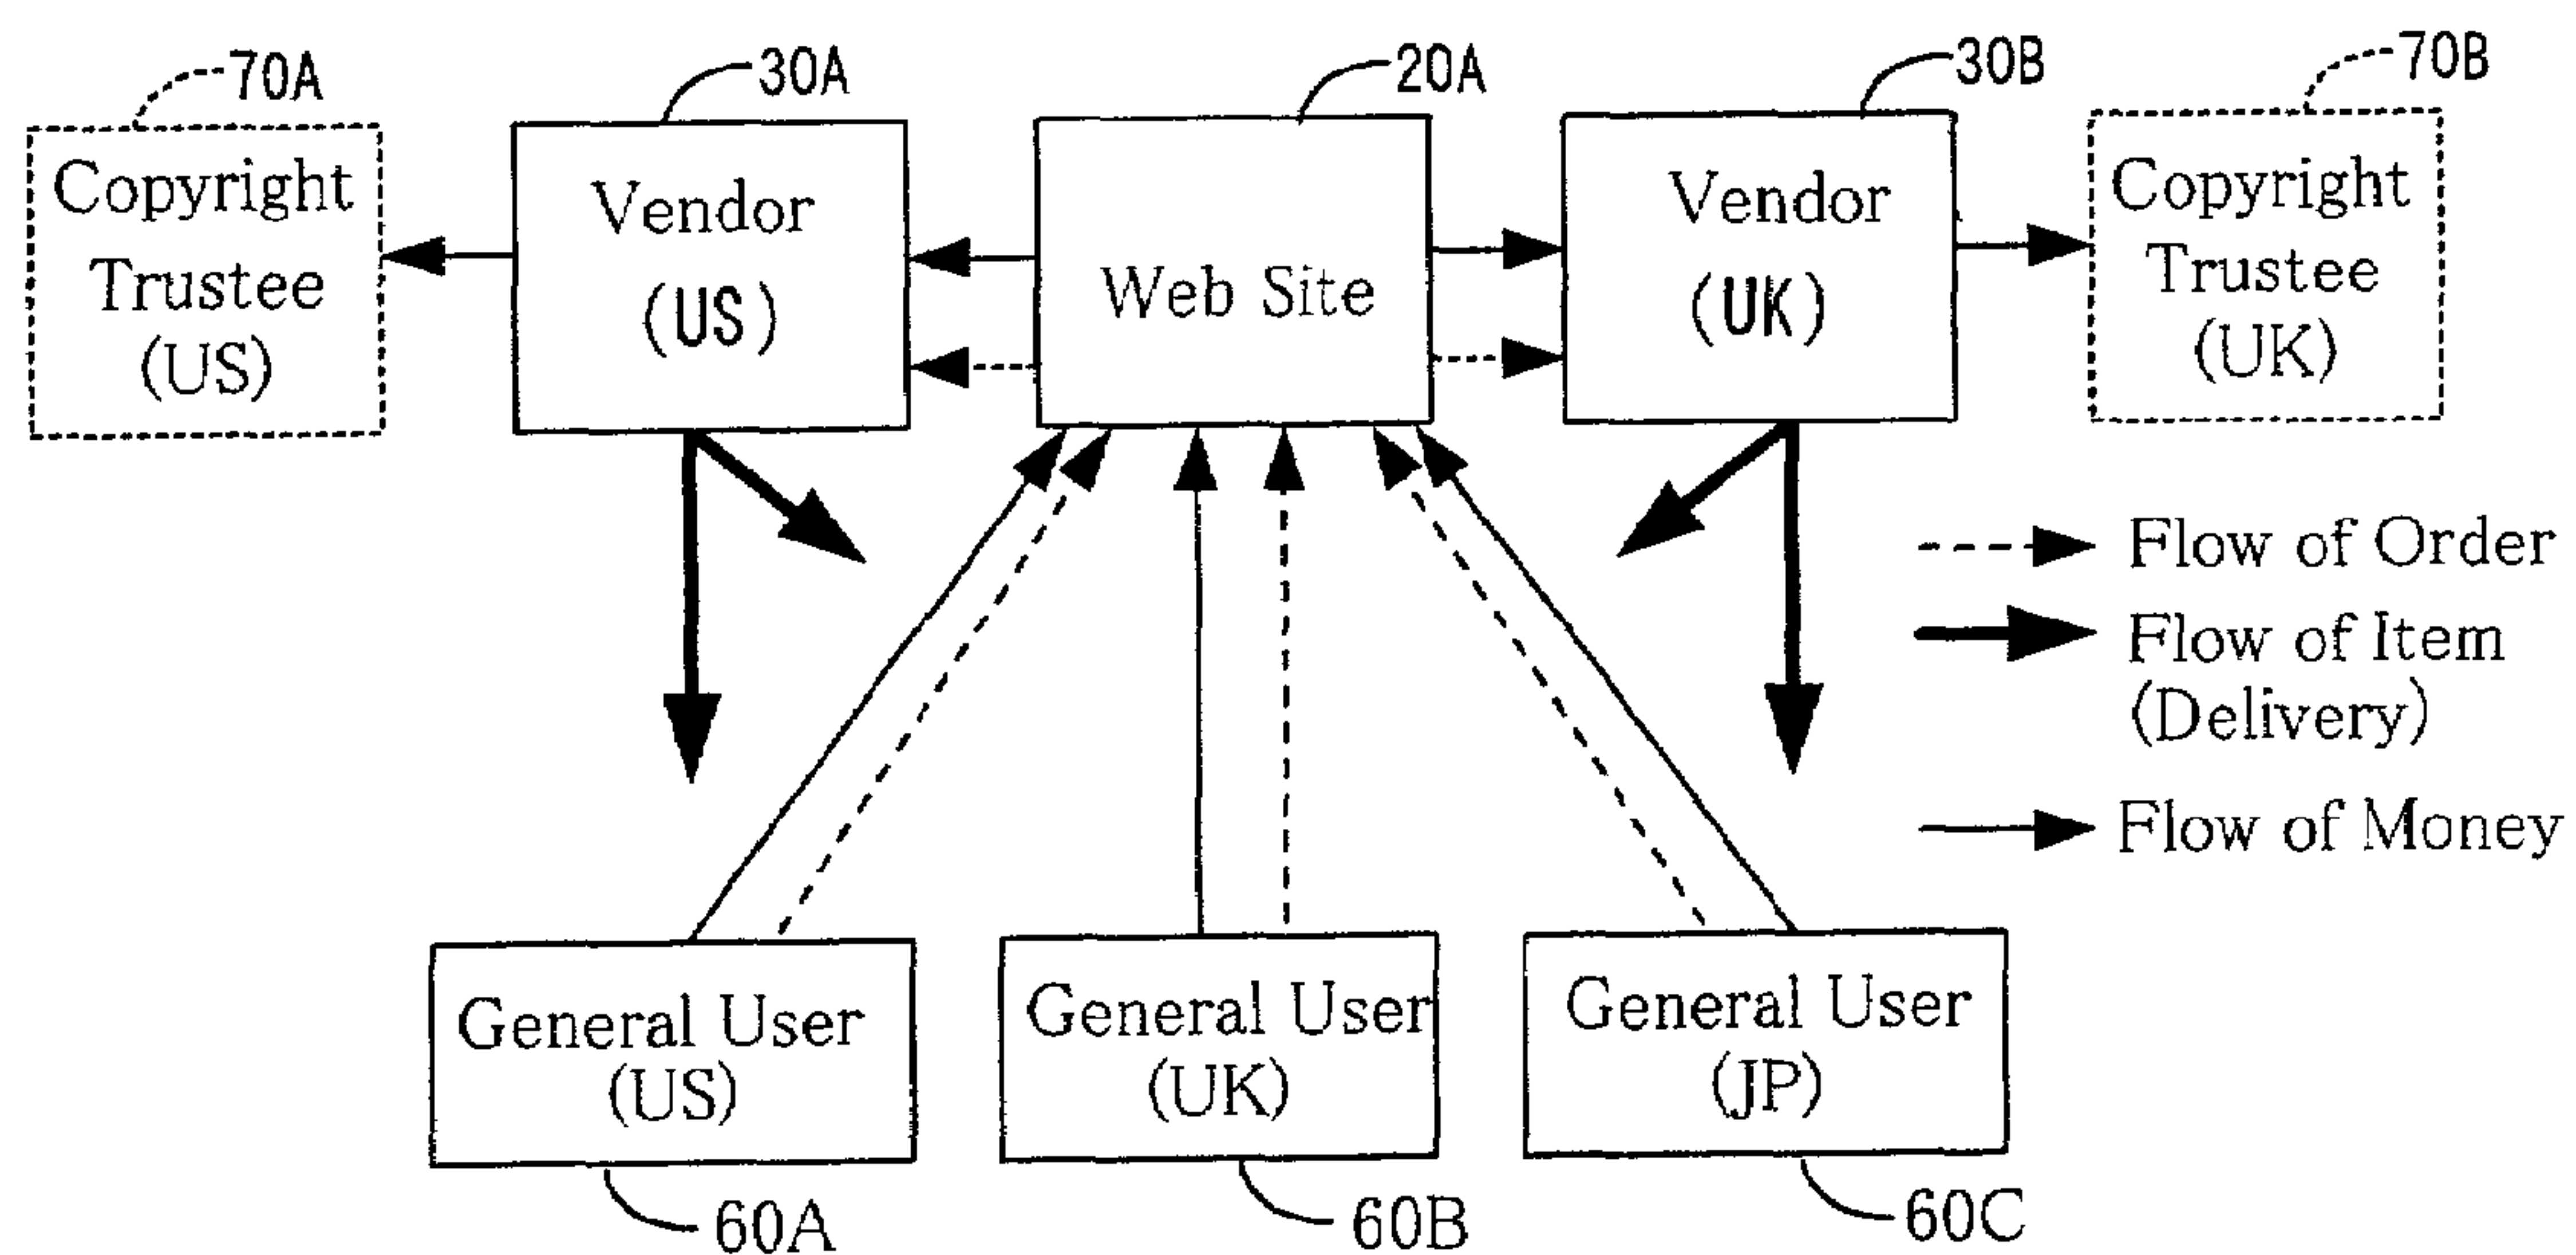 70A
30A
20A
30B
70B
Copyright
Trustee
(US)
Vendor
(US)
Web Site
Vendor
(UK)
Copyright
Trustee
(UK)
Flow of Order
Flow of Item
(Delivery)
Flow of Money
General User
(US)
General User
(UK)
General User
(JP)
60A
60B
60C